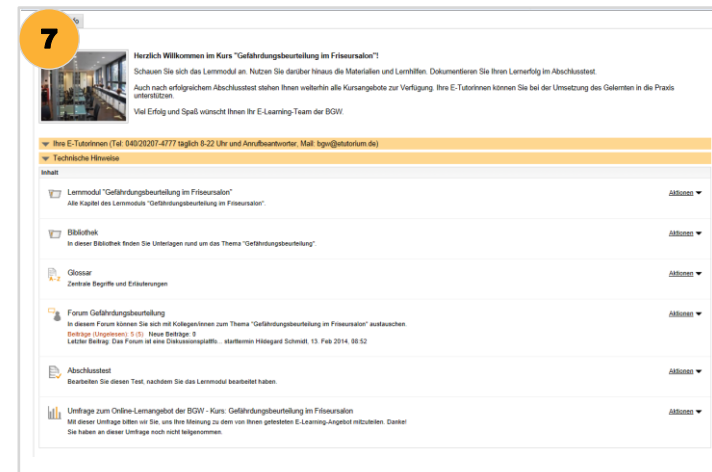 7
fo
Herzlich Willkommen im Kurs "Gefährdungsbeurteilung im Friseursalon"!
Schauen Sie sich das Lernmodul an. Nutzen Sie darüber hinaus die Materialien und Lernhilfen. Dokumentieren Sie Ihren Lernerfolg im Abschlusstest.
Auch nach erfolgreichem Abschlusstest stehen Ihnen weiterhin alle Kursangebote zur Verfügung. Ihre E-Tutorinnen können Sie bei der Umsetzung des Gelernten in die Praxis
unterstützen.
Viel Erfolg und Spaß wünscht Ihnen Ihr E-Learning-Team der BGW.
Ihre E-Tutorinnen (Tel: 040/20207-4777 täglich 8-22 Uhr und Anrufbeantworter, Mail: bgw@etutorium.de)
Technische Hinweise
Inhalt
Lernmodul "Gefährdungsbeurteilung im Friseursalon" Aktionen
Alle Kapitel des Lernmoduls "Gefährdungsbeurteilung im Friseursalon".
Bibliothek Aktionen
In dieser Bibliothek finden Sie Unterlagen rund um das Thema "Gefährdungsbeurteilung".
Glossar Aktionen
Zentrale Begriffe und Erläuterungen
Forum Gefährdungsbeurteilung Aktionen
In diesem Forum können Sie sich mit Kollegen/innen zum Thema "Gefährdungsbeurteilung im Friseursalon" austauschen.
Beiträge (Ungelesen): 5 (5) Neue Beiträge: 0
Letzter Beitrag: Das Forum ist eine Diskussionsplattfo... starttermin Hildegard Schmidt, 13. Feb 2014, 08:52
Abschlusstest Aktionen
Bearbeiten Sie diesen Test, nachdem Sie das Lernmodul bearbeitet haben.
Umfrage zum Online-Lernangebot der BGW - Kurs: Gefährdungsbeurteilung im Friseursalon Aktionen
Mit dieser Umfrage bitten wir Sie, uns Ihre Meinung zu dem von Ihnen getesteten E-Learning-Angebot mitzuteilen. Danke!
Sie haben an dieser Umfrage noch nicht teilgenommen.